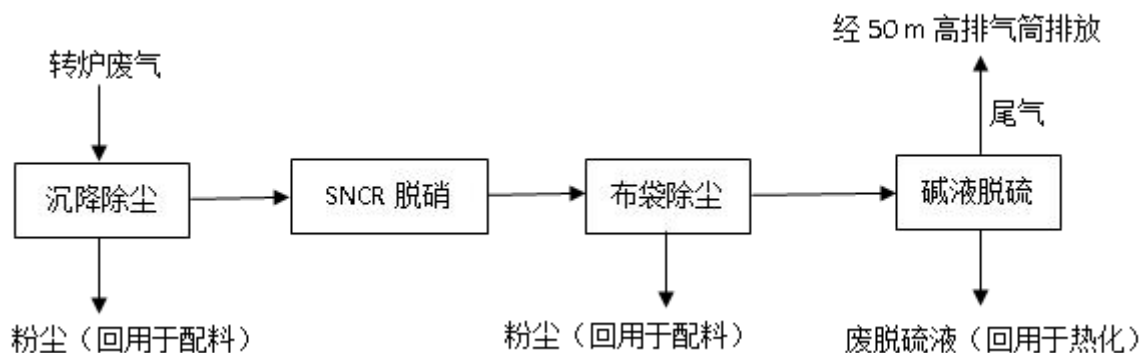 经 50 m 高排气筒排放
转炉废气
尾气
沉降除尘
SNCR 脱硝
布袋除尘
碱液脱硫
粉尘（回用于配料）
粉尘（回用于配料）
废脱硫液（回用于热化）